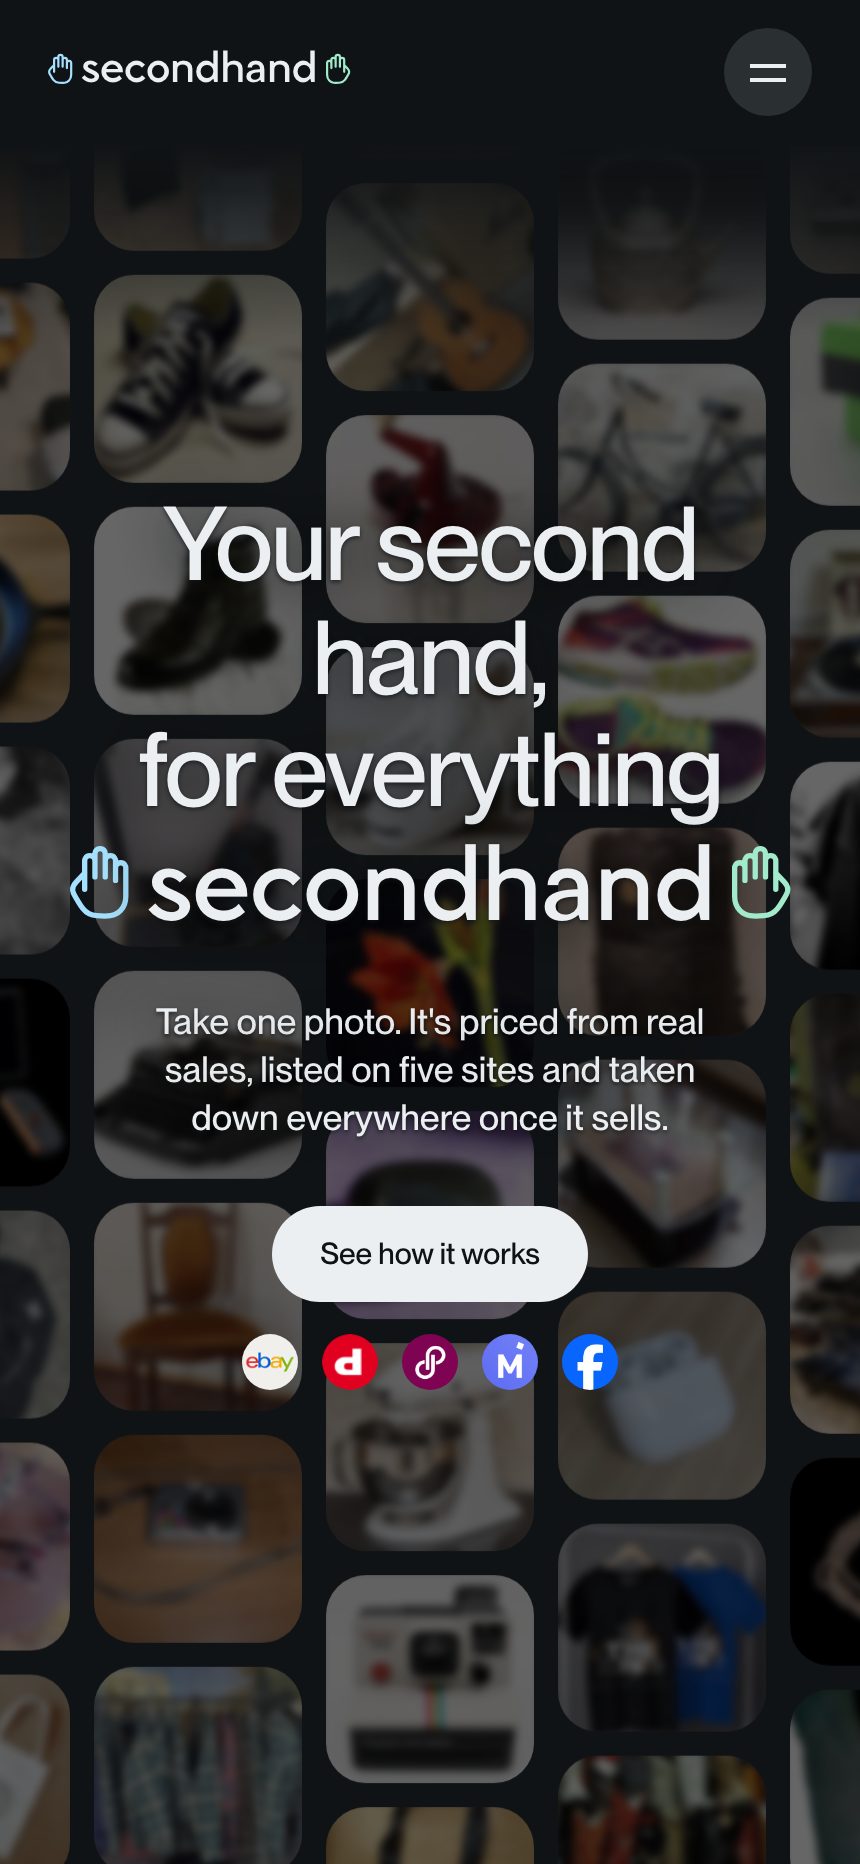 secondhand
Your second
hand,
for everything
secondhand
Take one photo. It's priced from real
sales, listed on five sites and taken
down everywhere once it sells.
See how it works
ebay